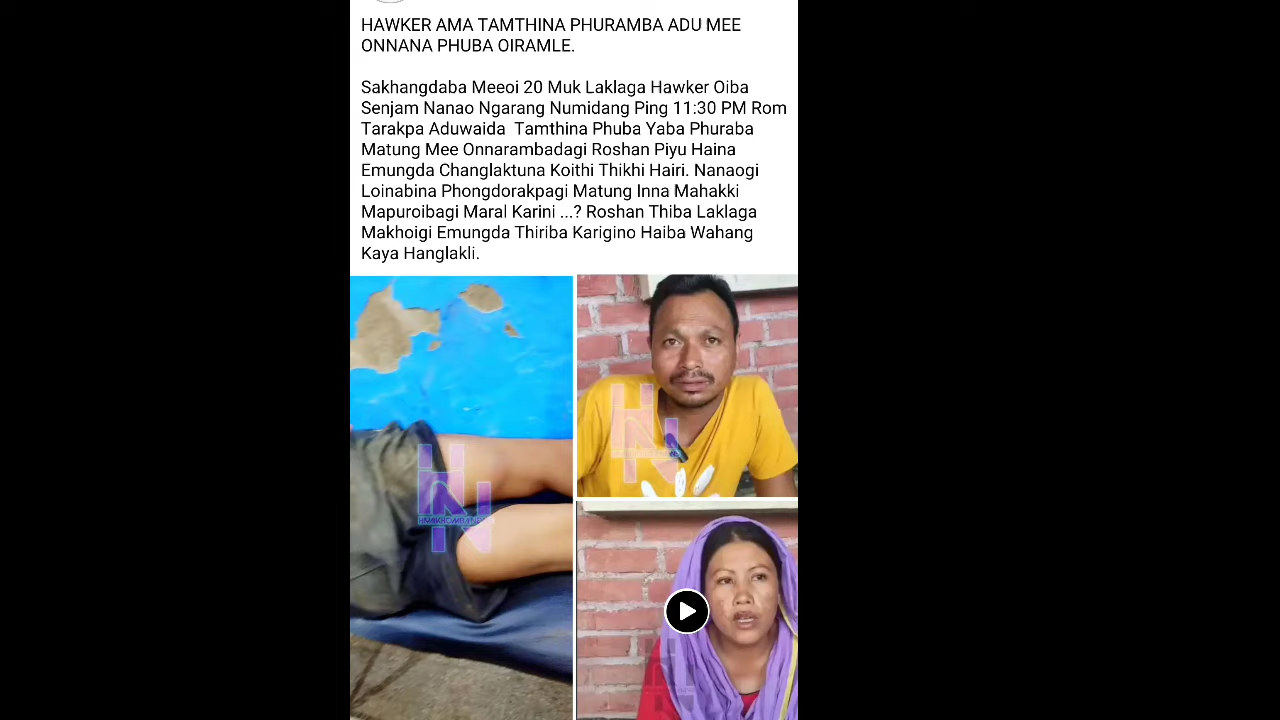 HAWKER AMA TAMTHINA PHURAMBA ADU MEE
ONNANA PHUBA OIRAMLE.
Sakhangdaba Meeoi 20 Muk Laklaga Hawker Oiba
Senjam Nanao Ngarang Numidang Ping 11:30 PM Rom
Tarakpa Aduwaida Tamthina Phuba Yaba Phuraba
Matung Mee Onnarambadagi Roshan Piyu Haina
Emungda Changlaktuna Koithi Thikhi Hairi. Nanaogi
Loinabina Phongdorakpagi Matung Inna Mahakki
Mapuroibagi Maral Karini ...? Roshan Thiba Laklaga
Makhoigi Emungda Thiriba Karigino Haiba Wahang
Kaya Hanglakli.